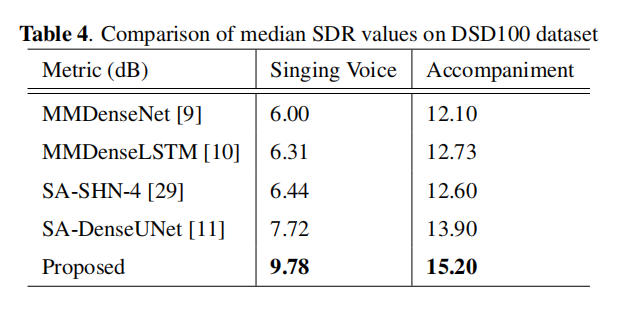 Table 4. Comparison of median SDR values on DSD100 dataset
Metric (dB) Singing Voice Accompaniment
MMDenseNet [9] 6.00 12.10
MMDenseLSTM [10] 6.31 12.73
SA-SHN-4 [29] 6.44 12.60
SA-DenseUNet [11] 7.72 13.90
Proposed 9.78 15.20